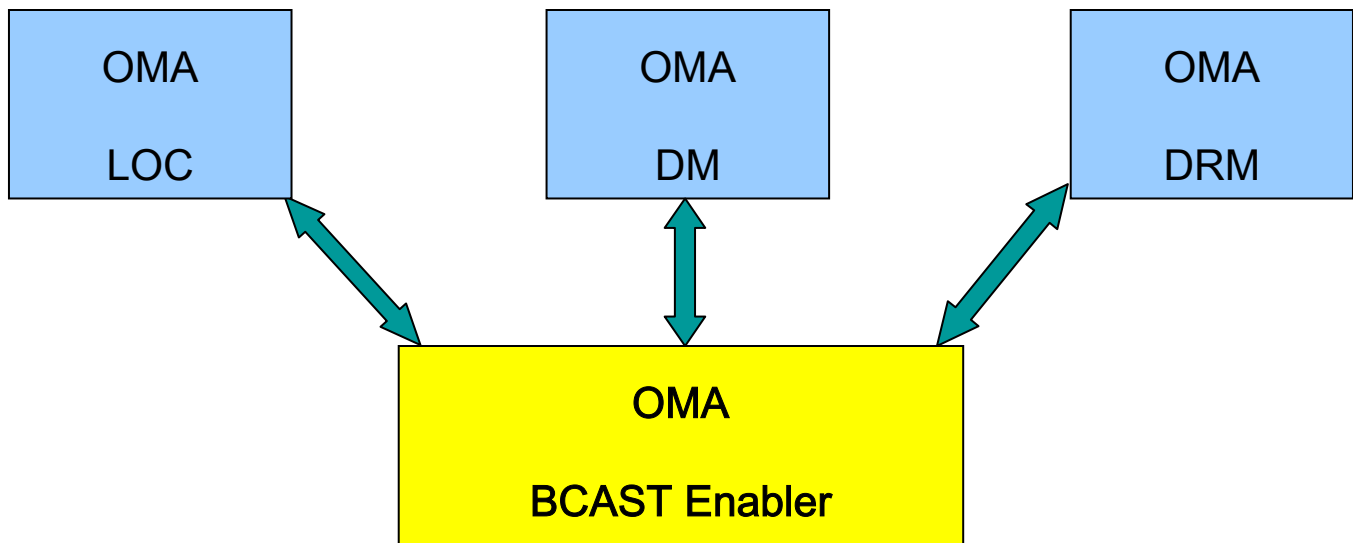 OMA
LOC
OMA
DM
OMA
DRM
OMA
BCAST Enabler